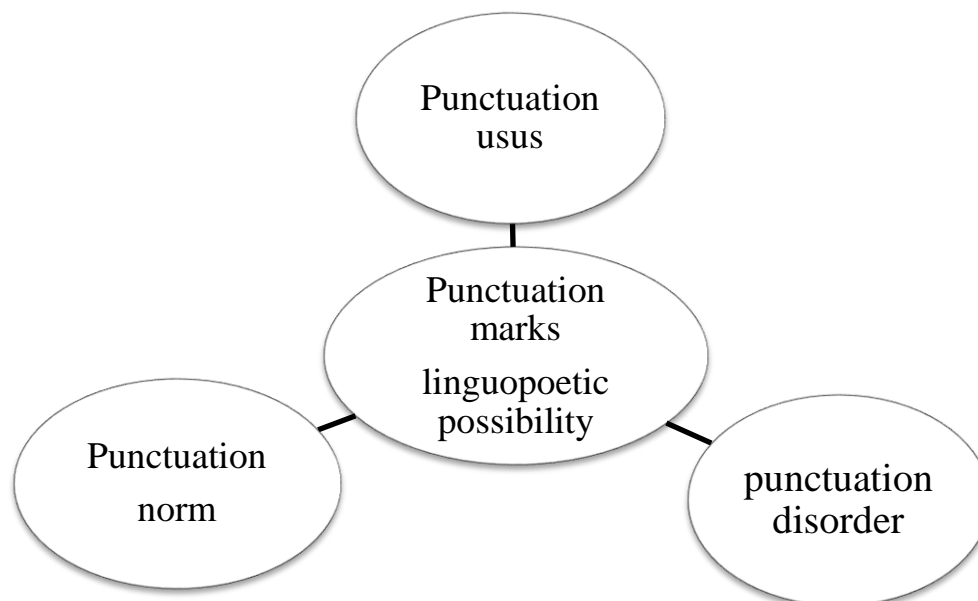 Punctuation
usus
Punctuation
marks
linguopoetic
possibility
Punctuation
norm
punctuation
disorder